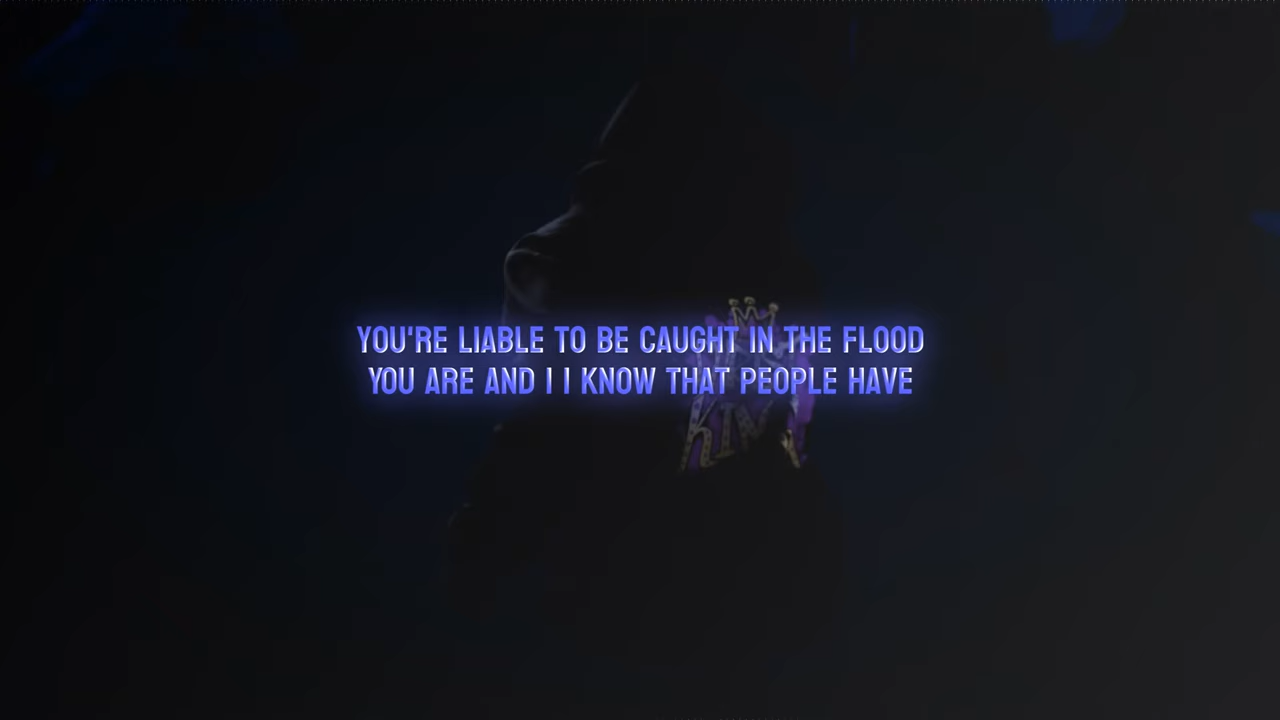 YOU'RE LIABLE TO BE CAUGHT IN THE FLOOD
YOU ARE AND I I KNOW THAT PEOPLE HAVE